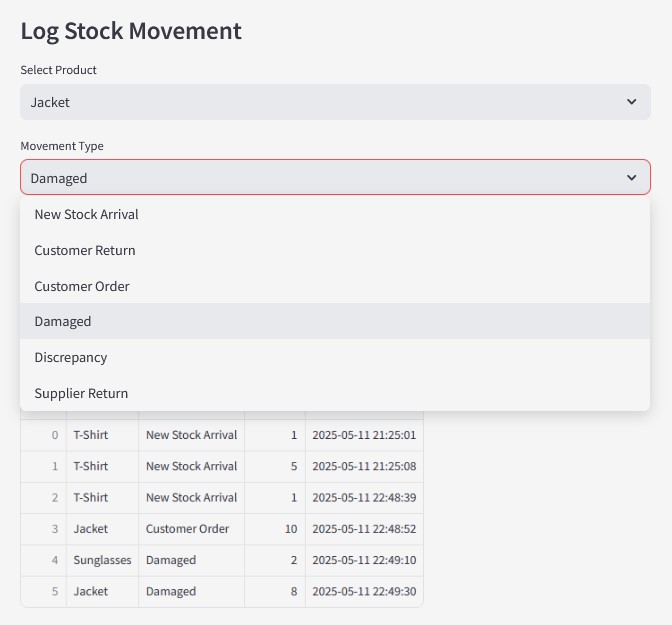 Log Stock Movement
Select Product
Jacket
Movement Type
Damaged
New Stock Arrival
Customer Return
Customer Order
Damaged
Discrepancy
Supplier Return
0 T-Shirt New Stock Arrival 1 2025-05-11 21:25:01
1 T-Shirt New Stock Arrival 5 2025-05-11 21:25:08
2 T-Shirt New Stock Arrival 1 2025-05-11 22:48:39
3 Jacket Customer Order 10 2025-05-11 22:48:52
4 Sunglasses Damaged 2 2025-05-11 22:49:10
5 Jacket Damaged 8 2025-05-11 22:49:30